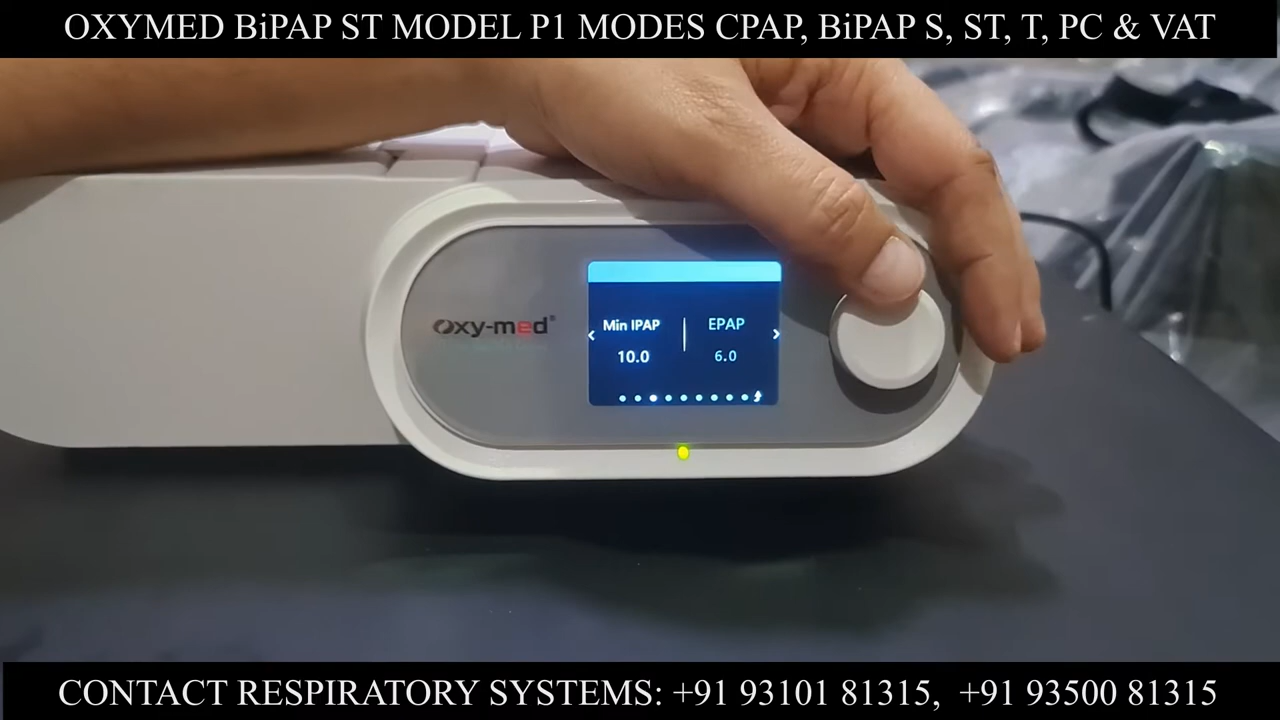 OXYMED BiPAP ST MODEL P1 MODES CPAP, BiPAP S, ST, T, PC & VAT
Oxy-med®
Min IPAP EPAP
10.0 6.0
CONTACT RESPIRATORY SYSTEMS: +91 93101 81315, +91 93500 81315